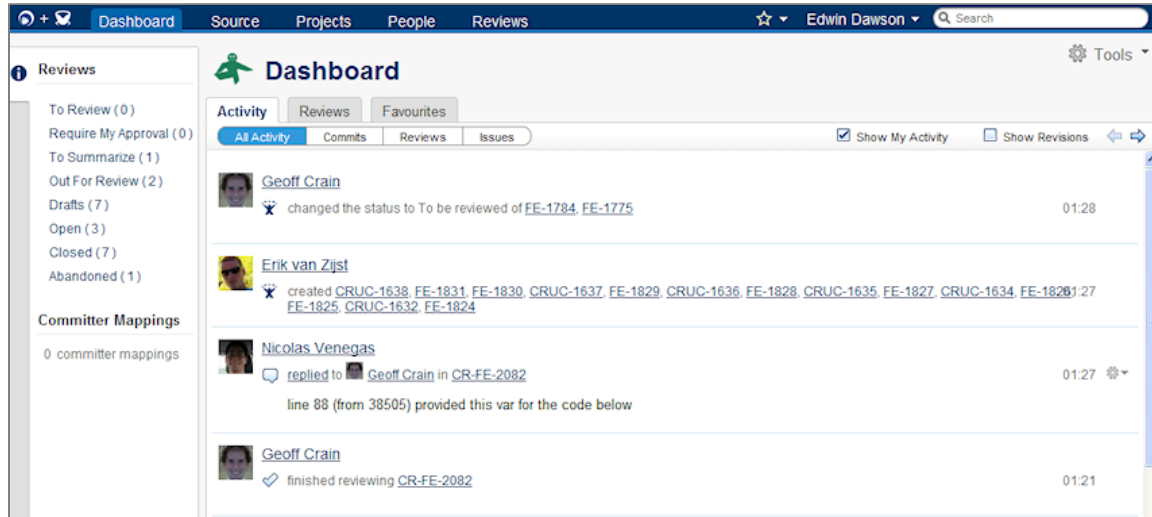 + Dashboard Source Projects People Reviews Edwin Dawson Search
Reviews
To Review (0)
Require My Approval (0)
To Summarize (1)
Out For Review (2)
Drafts (7)
Open (3)
Closed (7)
Abandoned (1)
Committer Mappings
0 committer mappings
Dashboard
Tools
Activity Reviews Favourites
All Activity Commits Reviews Issues Show My Activity Show Revisions
Geoff Crain
changed the status to To be reviewed of FE-1784, FE-1775 01:28
Erik van Zijst
created CRUC-1638, FE-1831, FE-1830, CRUC-1637, FE-1829, CRUC-1636, FE-1828, CRUC-1635, FE-1827, CRUC-1634, FE-1826, :27
FE-1825, CRUC-1632, FE-1824
Nicolas Venegas
replied to Geoff Crain in CR-FE-2082 01:27
line 88 (from 38505) provided this var for the code below
Geoff Crain
finished reviewing CR-FE-2082 01:21